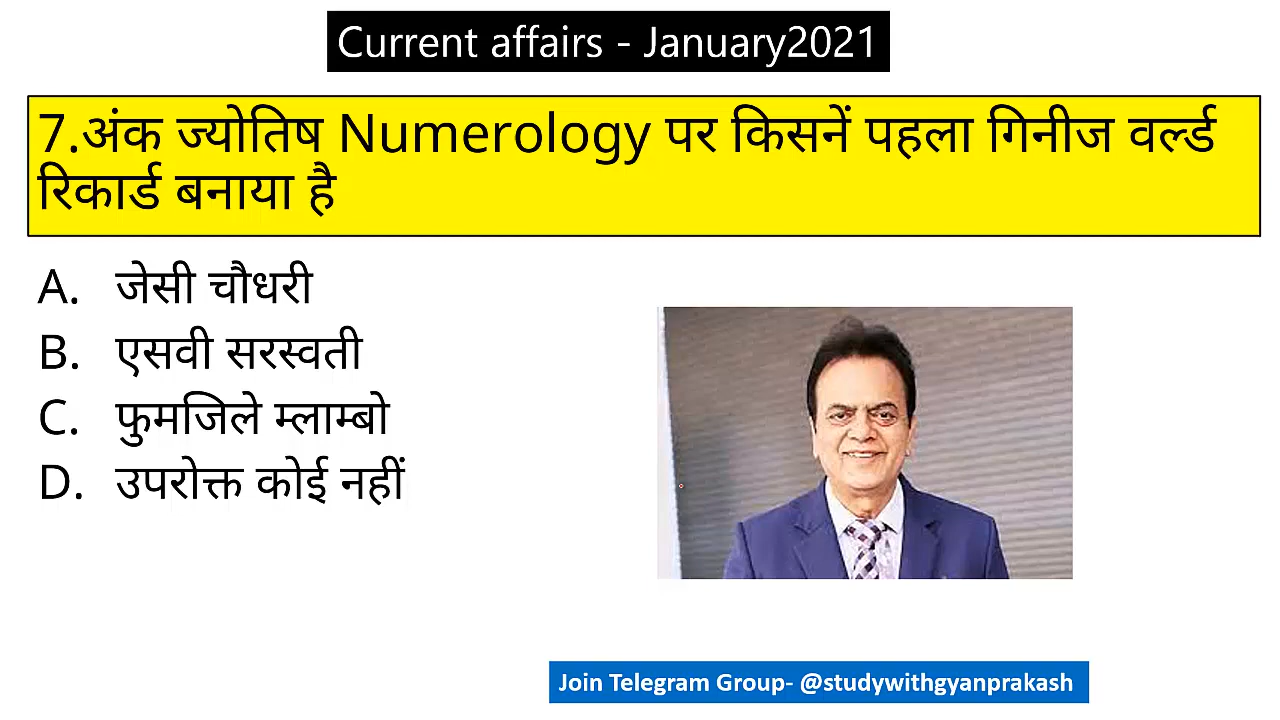 Current affairs - January2021
7.अंक ज्योतिष Numerology पर किसनें पहला गिनीज वर्ल्ड
रिकार्ड बनाया है
A. जेसी चौधरी
B. एसवी सरस्वती
C. फुमजिले म्लाम्बो
D. उपरोक्त कोई नहीं
Join Telegram Group- @studywithgyanprakash